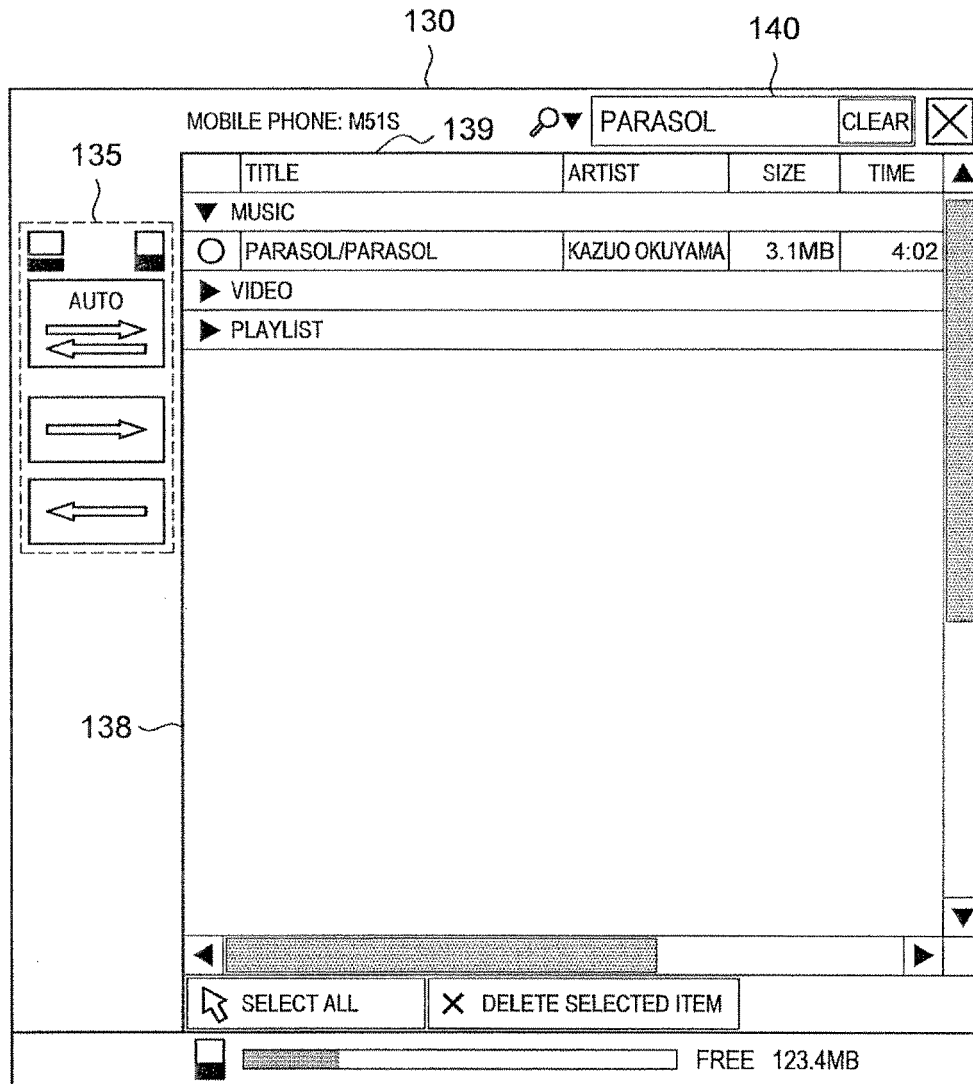 130
140
MOBILE PHONE: M51S
PARASOL
CLEAR
139
135
TITLE ARTIST SIZE TIME
MUSIC
PARASOL/PARASOL KAZUO OKUYAMA 3.1MB 4:02
AUTO
VIDEO
PLAYLIST
138
SELECT ALL
DELETE SELECTED ITEM
FREE 123.4MB